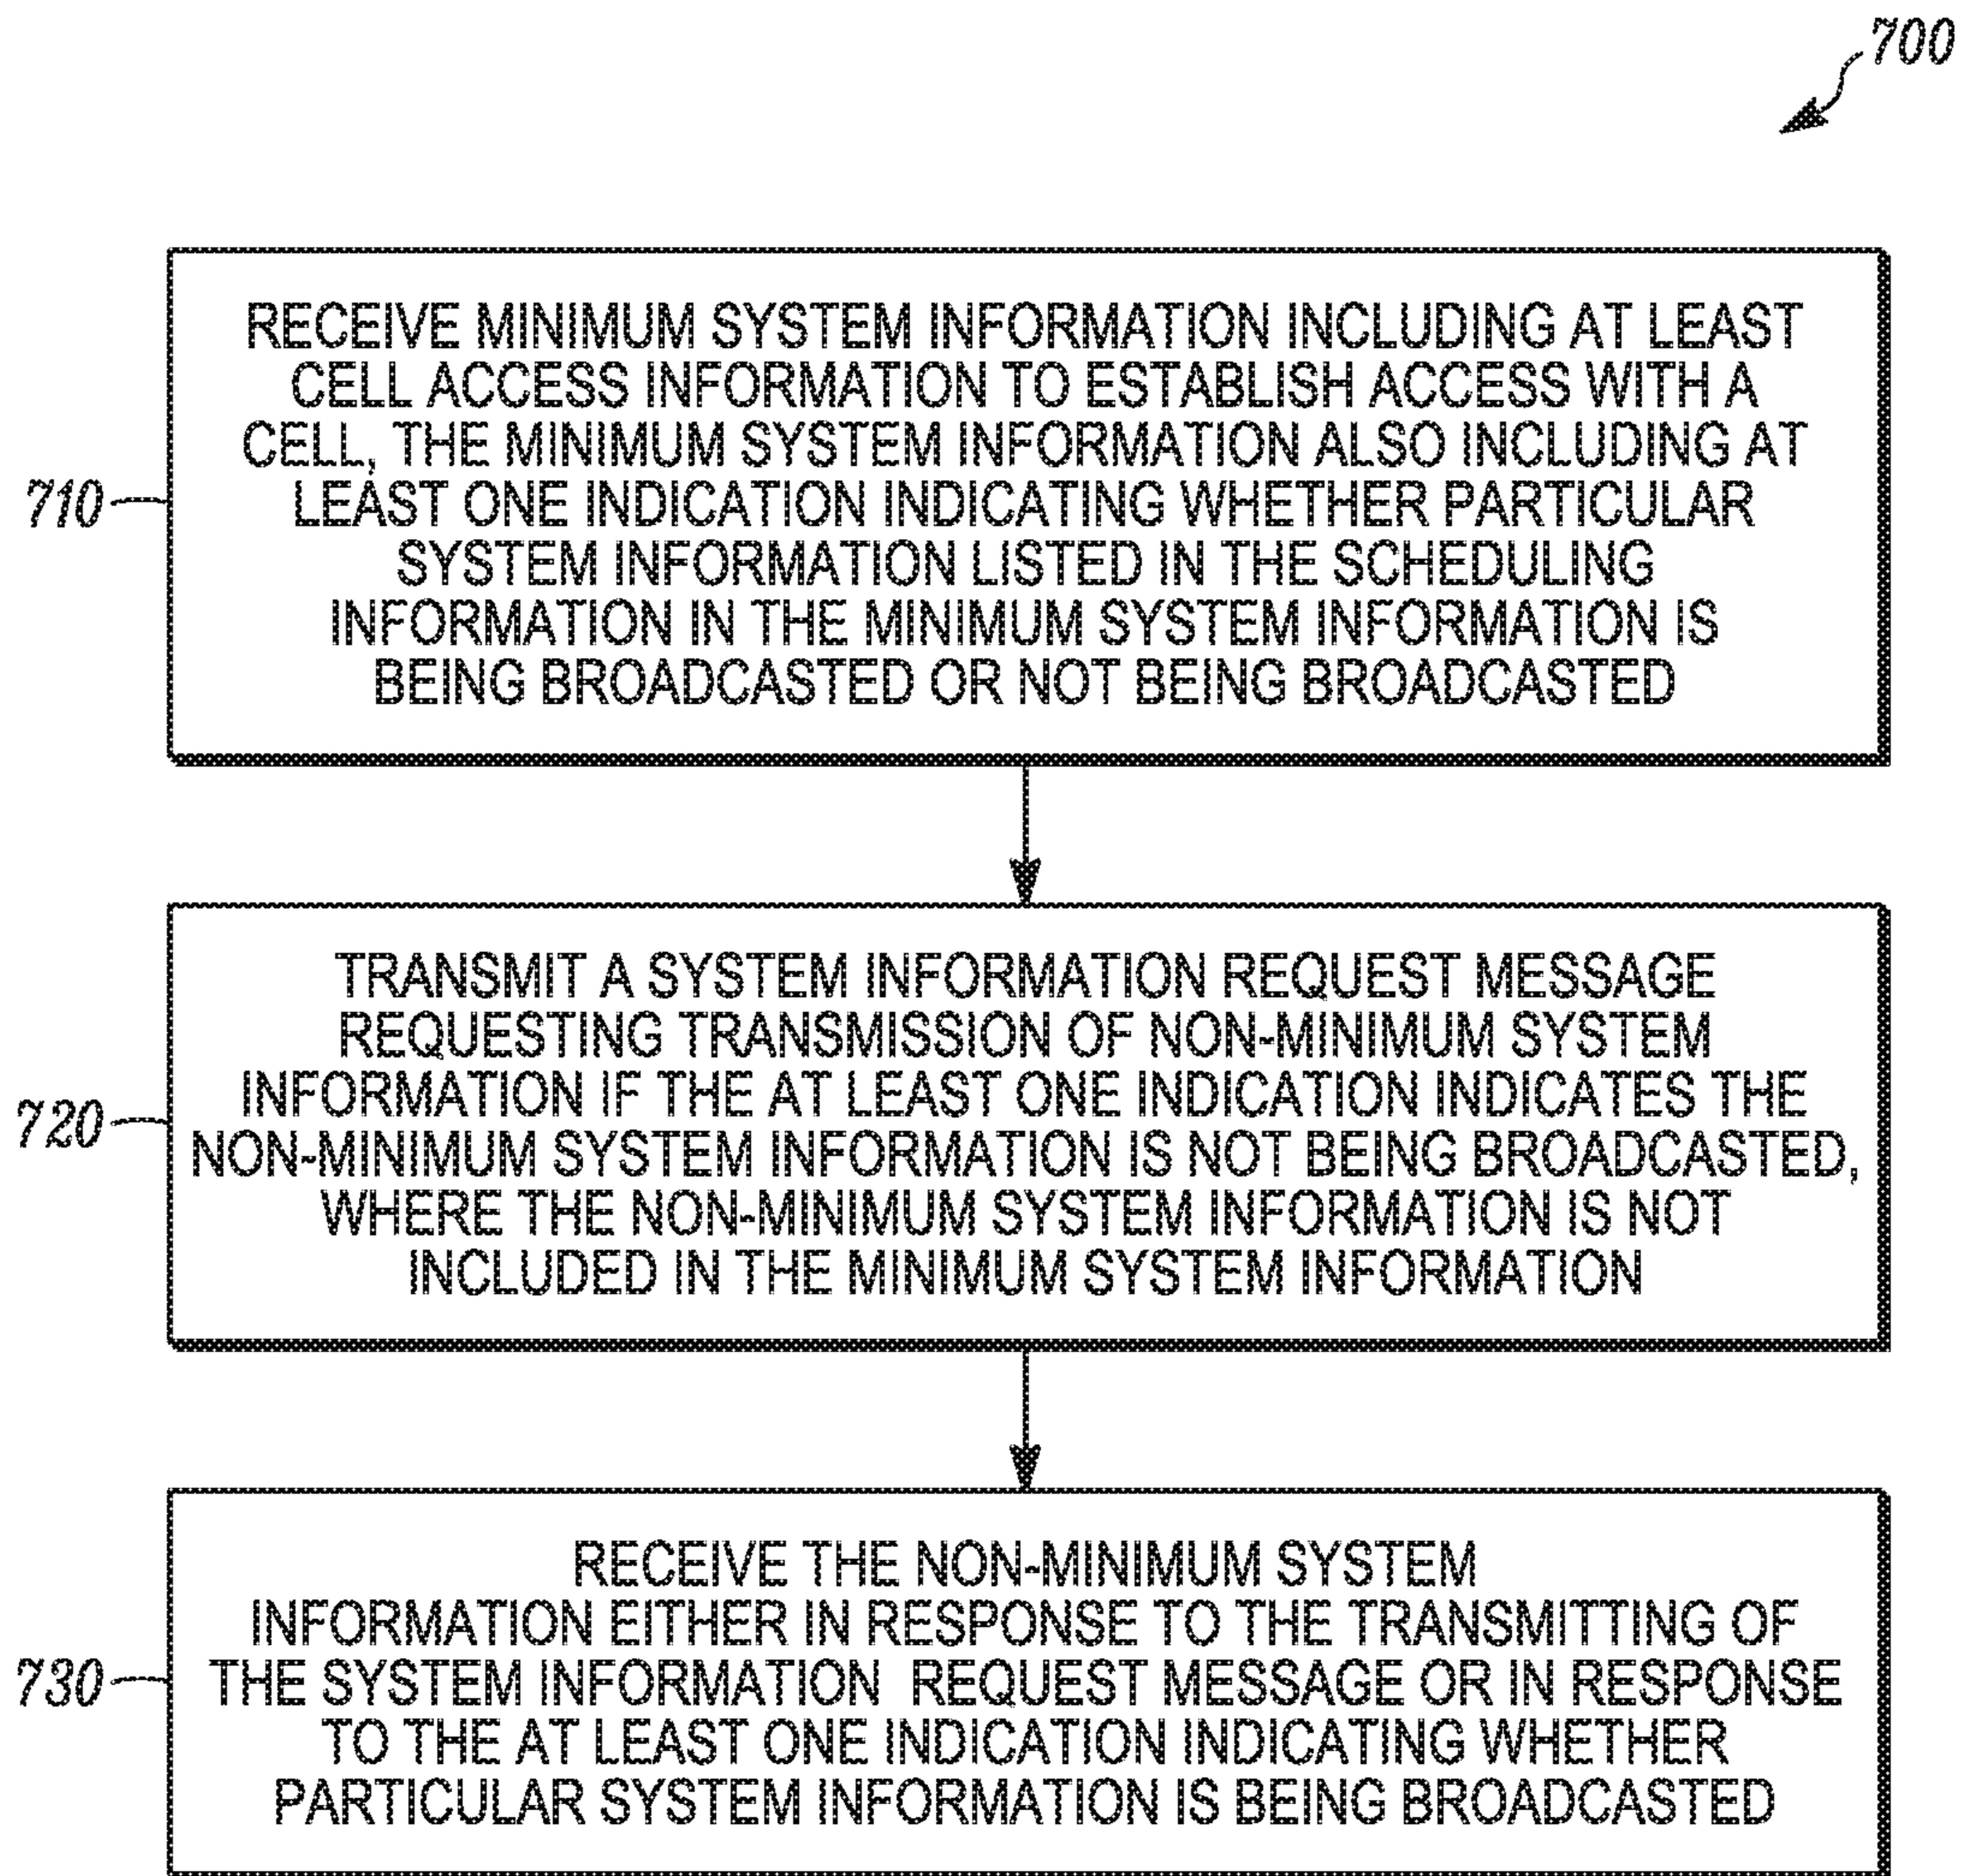 700
RECEIVE MINIMUM SYSTEM INFORMATION INCLUDING AT LEAST
CELL ACCESS INFORMATION TO ESTABLISH ACCESS WITH A
CELL, THE MINIMUM SYSTEM INFORMATION ALSO INCLUDING AT
710
LEAST ONE INDICATION INDICATING WHETHER PARTICULAR
SYSTEM INFORMATION LISTED IN THE SCHEDULING
INFORMATION IN THE MINIMUM SYSTEM INFORMATION IS
BEING BROADCASTED OR NOT BEING BROADCASTED
TRANSMIT A SYSTEM INFORMATION REQUEST MESSAGE
REQUESTING TRANSMISSION OF NON-MINIMUM SYSTEM
INFORMATION IF THE AT LEAST ONE INDICATION INDICATES THE
720
NON-MINIMUM SYSTEM INFORMATION IS NOT BEING BROADCASTED,
WHERE THE NON-MINIMUM SYSTEM INFORMATION IS NOT
INCLUDED IN THE MINIMUM SYSTEM INFORMATION
RECEIVE THE NON-MINIMUM SYSTEM
INFORMATION EITHER IN RESPONSE TO THE TRANSMITTING OF
730
THE SYSTEM INFORMATION REQUEST MESSAGE OR IN RESPONSE
TO THE AT LEAST ONE INDICATION INDICATING WHETHER
PARTICULAR SYSTEM INFORMATION IS BEING BROADCASTED